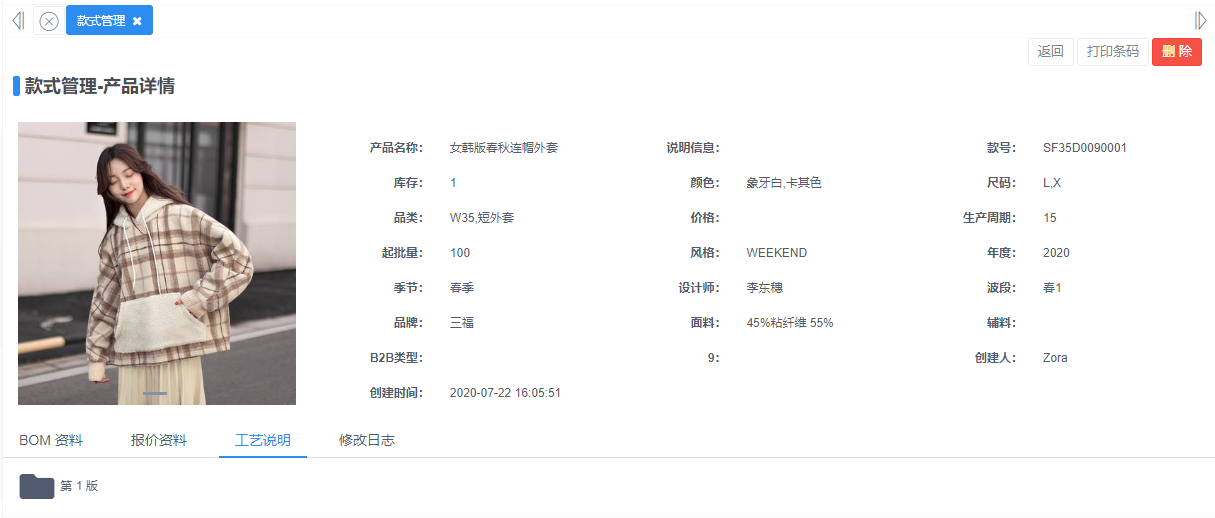 款式管理 ✖
返回 打印条码 删 除
款式管理-产品详情
产品名称: 女韩版春秋连帽外套 说明信息: 款号: SF35D0090001
库存: 1 颜色: 象牙白,卡其色 尺码: L,X
品类: W35,短外套 价格: 生产周期: 15
起批量: 100 风格: WEEKEND 年度: 2020
季节: 春季 设计师: 李东穗 波段: 春1
品牌: 三福 面料: 45%粘纤维 55% 辅料:
B2B类型: 9: 创建人: Zora
创建时间: 2020-07-22 16:05:51
BOM 资料 报价资料 工艺说明 修改日志
第 1 版